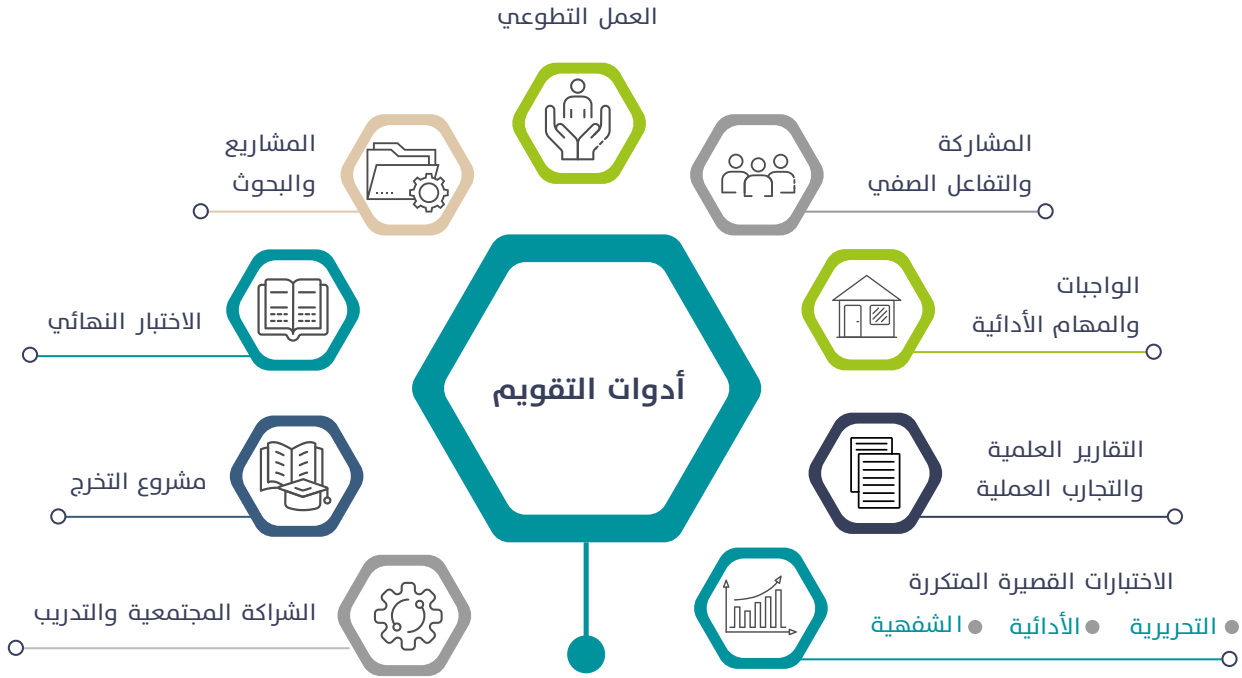 العمل التطوعي
المشاركة
والتفاعل الصفي
المشاريع
والبحوث
الواجبات
والمهام الأدائية
الاختبار النهائي
أدوات التقويم
التقارير العلمية
والتجارب العملية
مشروع التخرج
الاختبارات القصيرة المتكررة
التحريرية ● الأدائية ● الشفهية
الشراكة المجتمعية والتدريب